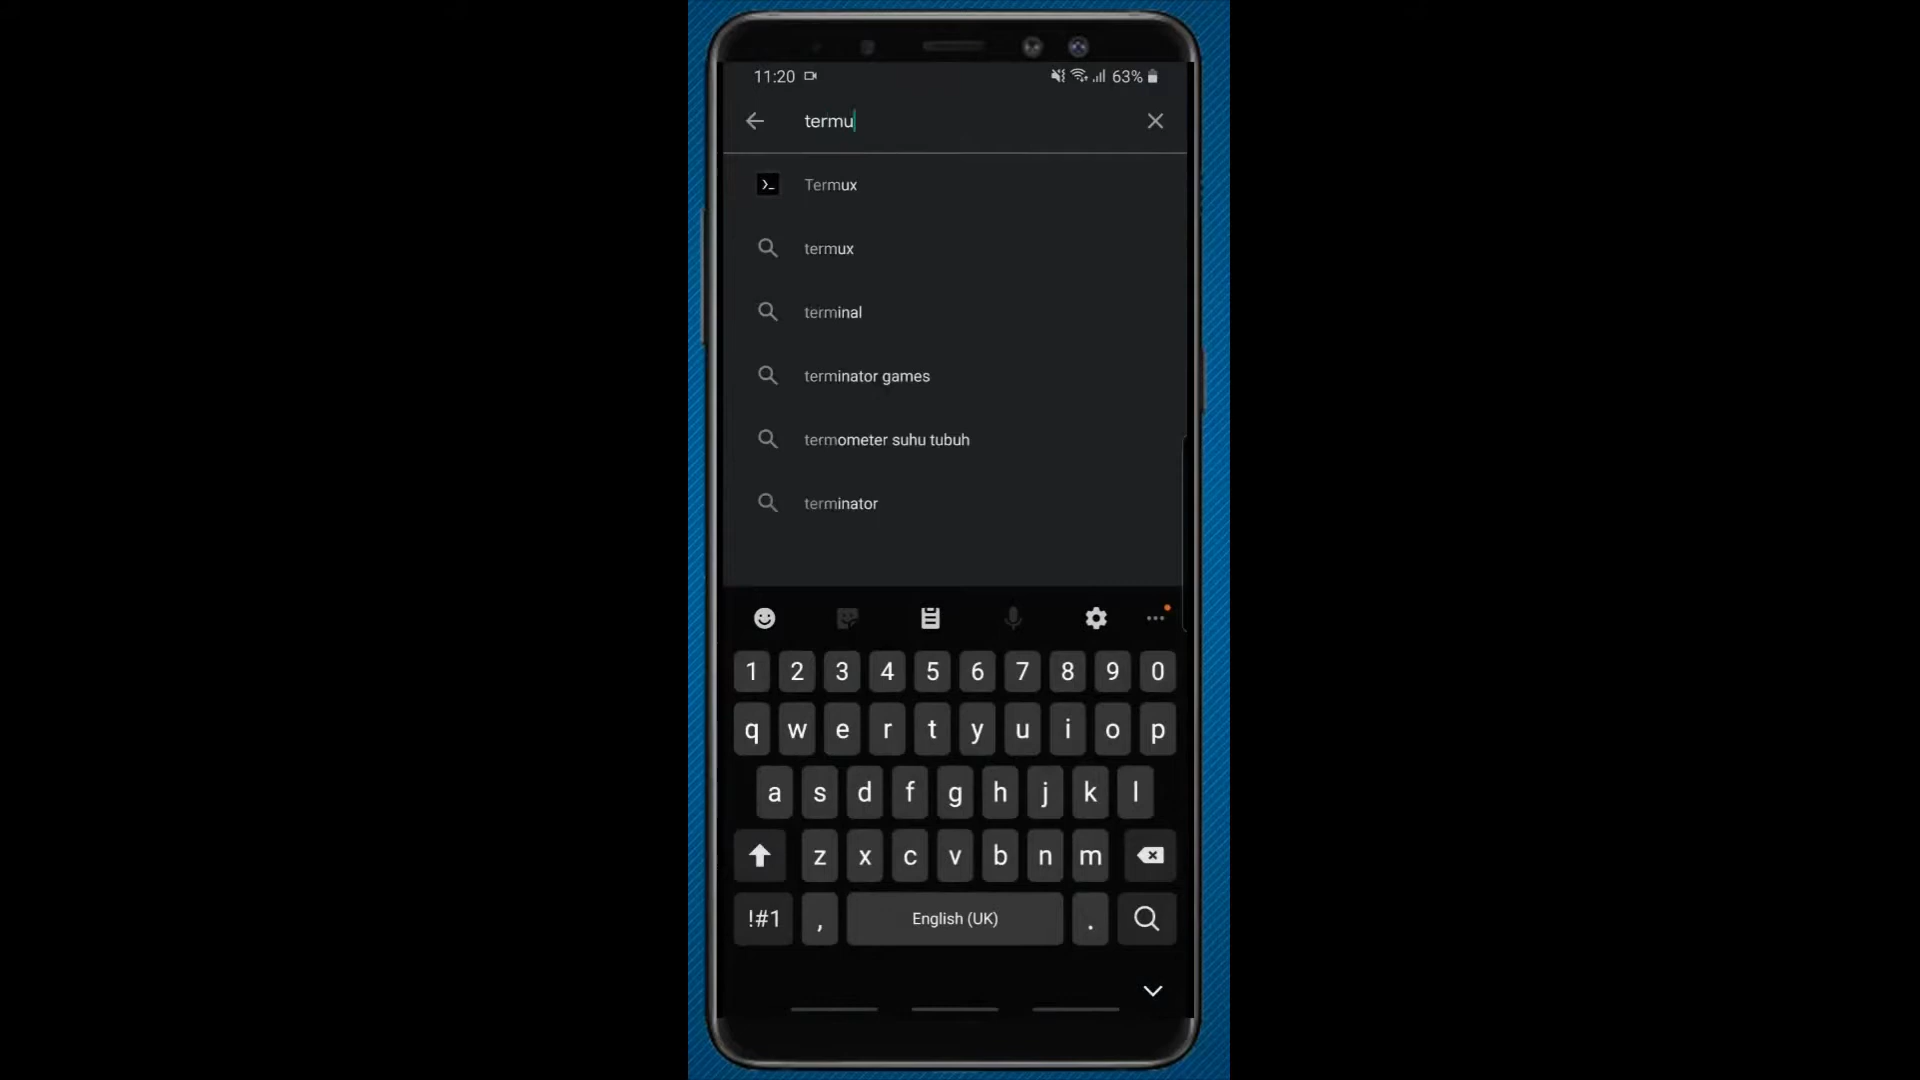 11:20 63%
termu
Termux
termux
terminal
terminator games
termometer suhu tubuh
terminator
1 2 3 4 5 6 7 8 9 0
q w e r t y u i o p
a s d f g h j k l
z x c v b n m
!#1 , English (UK) .